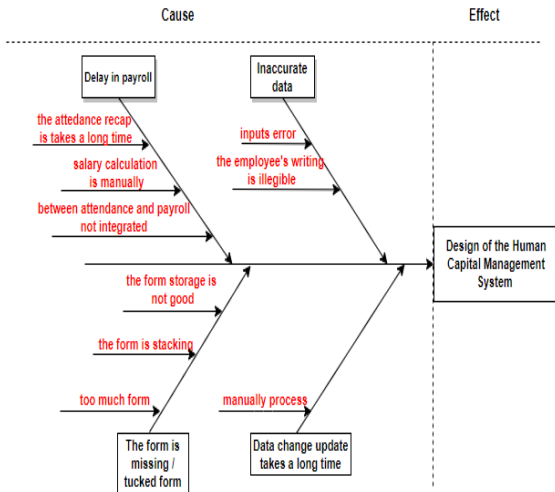 Cause
Effect
Delay in payroll
Inaccurate
data
the attedance recap
is takes a long time
salary calculation
is manually
between attendance and payroll
not integrated
inputs error
the employee's writing
is illegible
Design of the Human
Capital Management
System
the form storage is
not good
the form is stacking
too much form
manually process
The form is
missing /
tucked form
Data change update
takes a long time